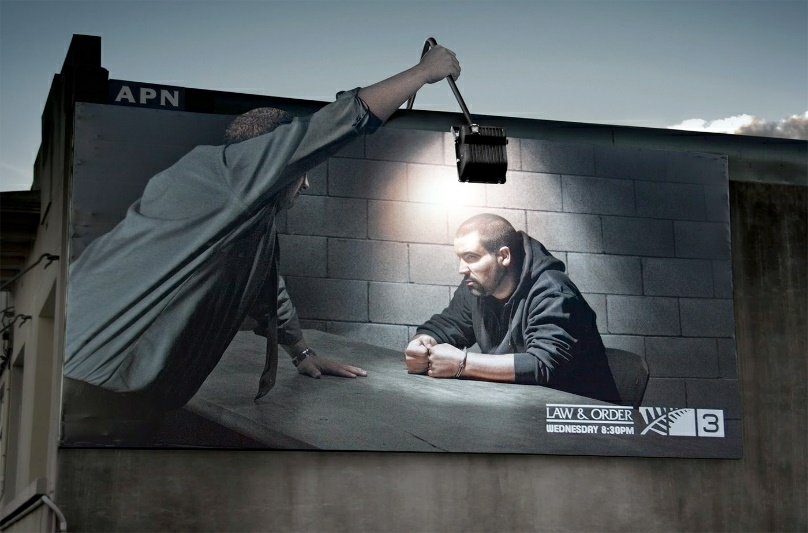 APN
LAW & ORDER
WEDNESDAY 8:30PM
3